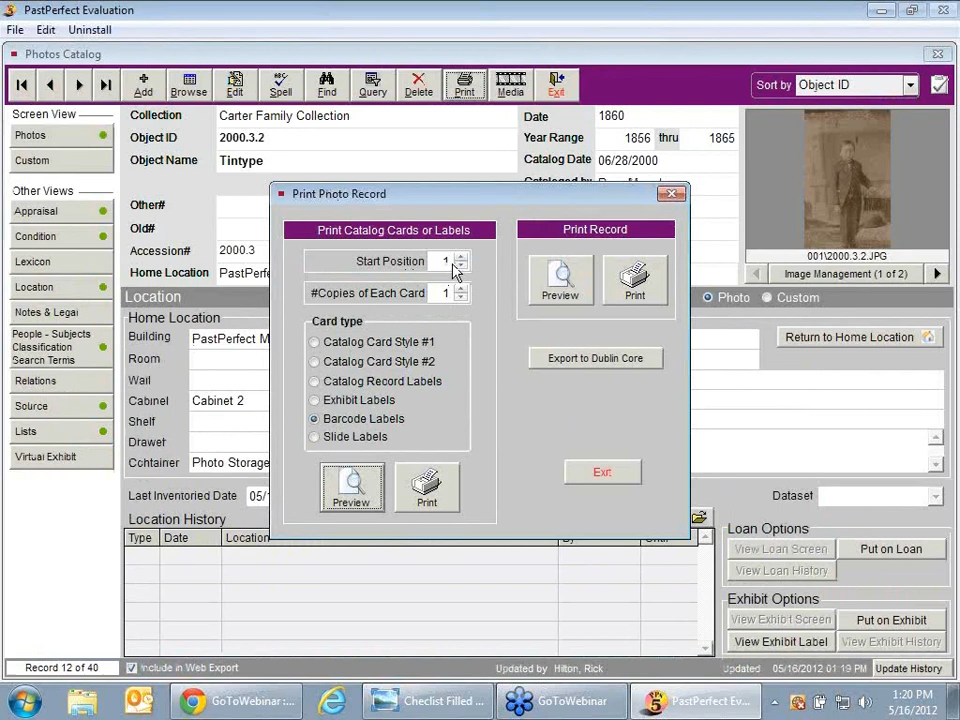 PastPerfect Evaluation
File Edit Uninstall
Photos Catalog
Add Browse Edit Spell Find Query Delete Print Media Exit
Sort by Object ID
Screen View
Photos
Custom
Other Views
Appraisal
Condition
Lexicon
Location
Notes & Legal
People - Subjects
Classification
Search Terms
Relations
Source
Lists
Virtual Exhibit
Collection Carter Family Collection
Object ID 2000.3.2
Object Name Tintype
Other#
Old#
Accession# 2000.3
Home Location PastPerfe
Date 1860
Year Range 1856 thru 1865
Catalog Date 06/28/2000
001\2000.3.2.JPG
Image Management (1 of 2)
Photo Custom
Location
Home Location
Building PastPerfect M
Room
Wall
Cabinet Cabinet 2
Shelf
Drawer
Container Photo Storage
Return to Home Location
Last Inventoried Date 05/1
Dataset
Location History
Type Date Location
Print Photo Record
Print Catalog Cards or Labels
Start Position 1
#Copies of Each Card 1
Card type
Catalog Card Style #1
Catalog Card Style #2
Catalog Record Labels
Exhibit Labels
Barcode Labels
Slide Labels
Preview Print
Print Record
Preview Print
Export to Dublin Core
Exit
Loan Options
View Loan Screen Put on Loan
View Loan History
Exhibit Options
View Exhibit Screen Put on Exhibit
View Exhibit Label View Exhibit History
Record 12 of 40 Include in Web Export Updated by Hilton, Rick Updated 05/16/2012 01:19 PM Update History
GoToWebinar :... Checlist Filled ... GoToWebinar PastPerfect Ev...
1:20 PM
5/16/2012